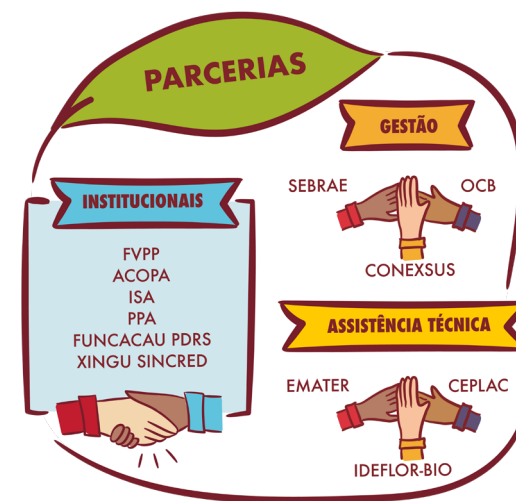 PARCERIAS
INSTITUCIONAIS
FVPP
ACOPA
ISA
PPA
FUNCACAU PDRS
XINGU SINCRED
GESTÃO
SEBRAE
OCB
CONEXSUS
ASSISTÊNCIA TÉCNICA
EMATER
CEPLAC
IDEFLOR-BIO